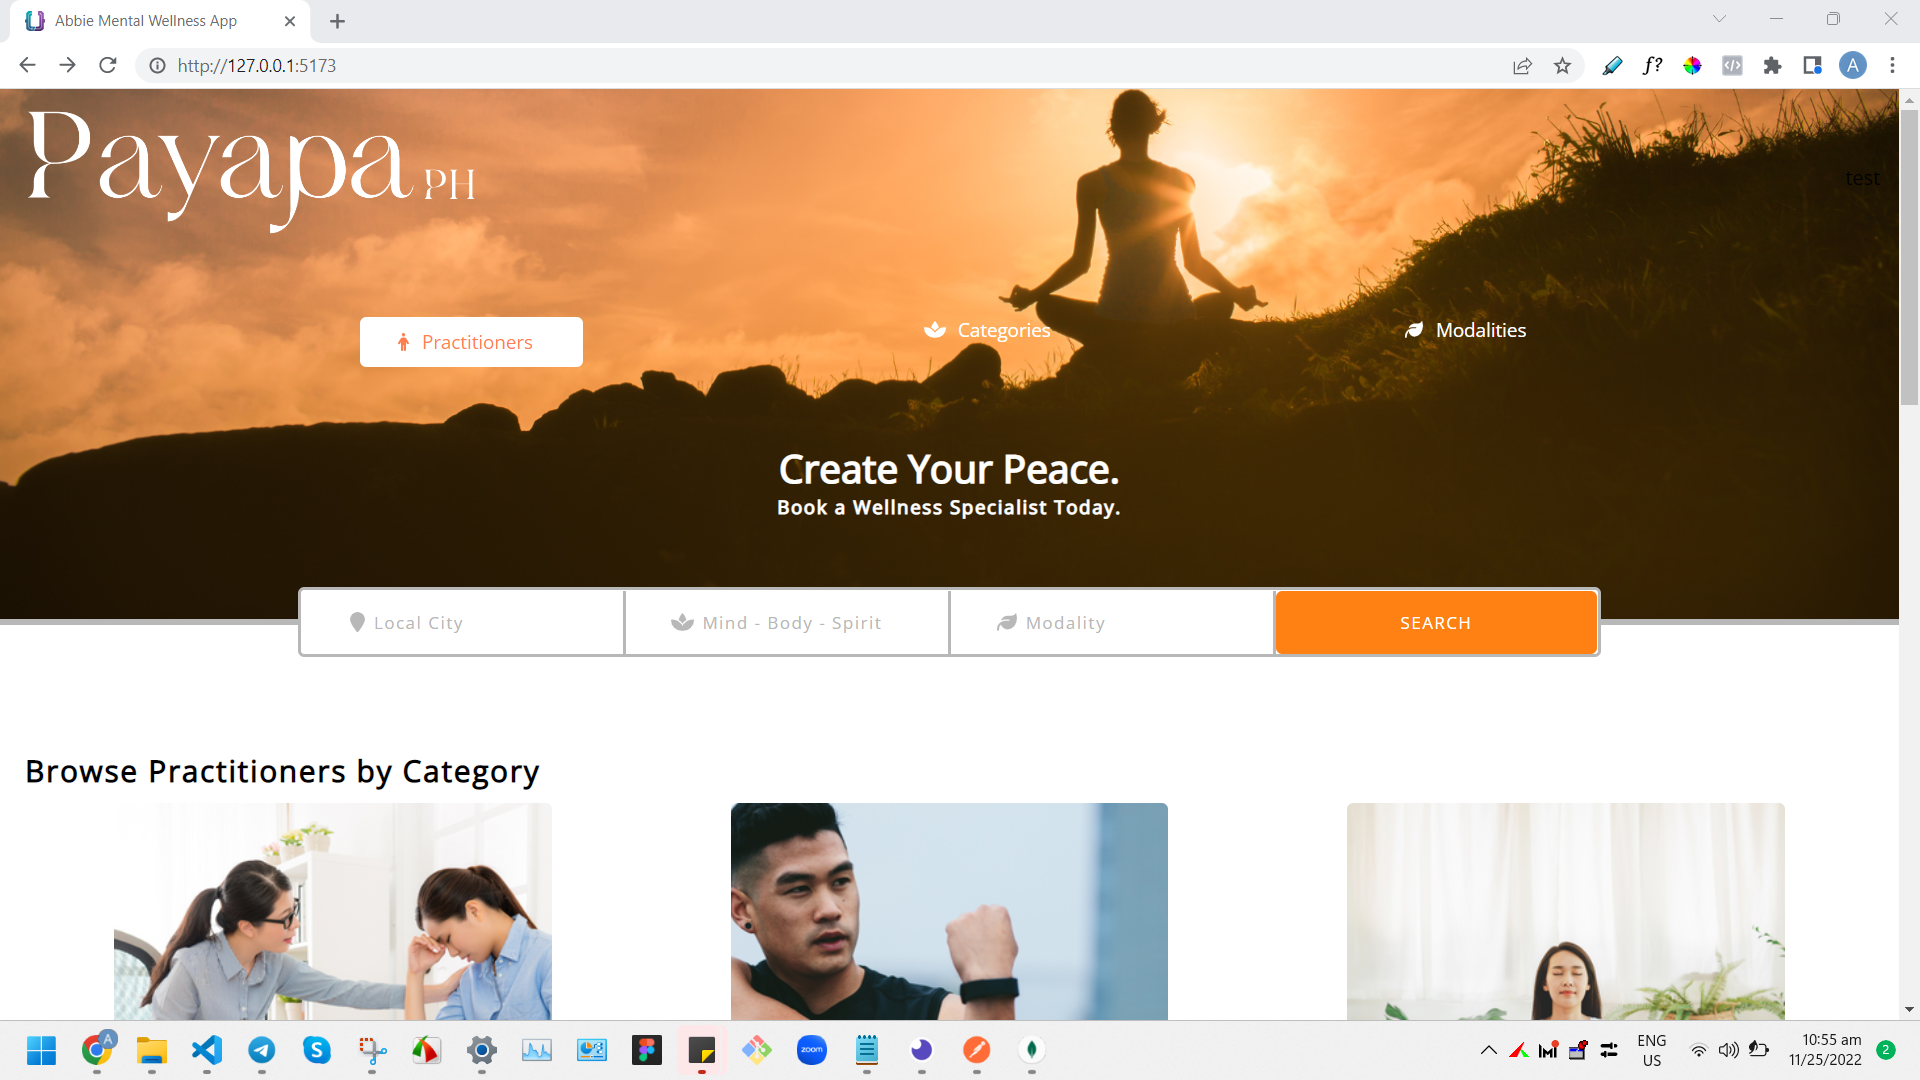 Abbie Mental Wellness App
http://127.0.0.1:5173
f?
A
Payapa PH
test
Practitioners
Categories
Modalities
Create Your Peace.
Book a Wellness Specialist Today.
Local City
Mind - Body - Spirit
Modality
SEARCH
Browse Practitioners by Category
A
S
zoom
ENG
US
10:55 am
11/25/2022
2